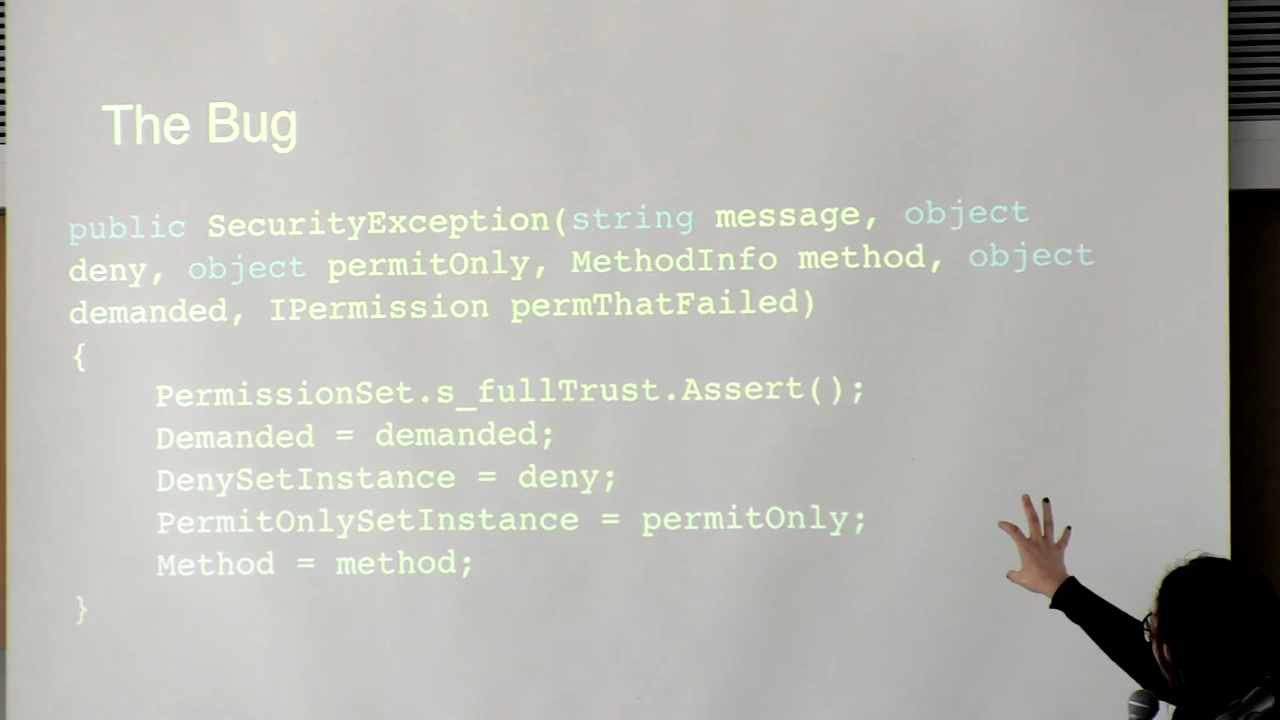 The Bug
public SecurityException(string message, object
deny, object permitOnly, MethodInfo method, object
demanded, IPermission permThatFailed)
{
PermissionSet.s_fullTrust.Assert();
Demanded = demanded;
DenySetInstance = deny;
PermitOnlySetInstance = permitOnly;
Method = method;
}